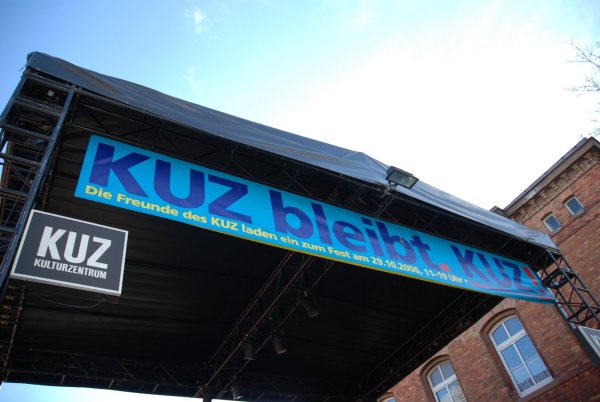 KUZ bleibt. KUZ!
Die Freunde des KUZ laden ein zum Fest am 29.10.2006, 11-19 Uhr •
KUZ
KULTURZENTRUM